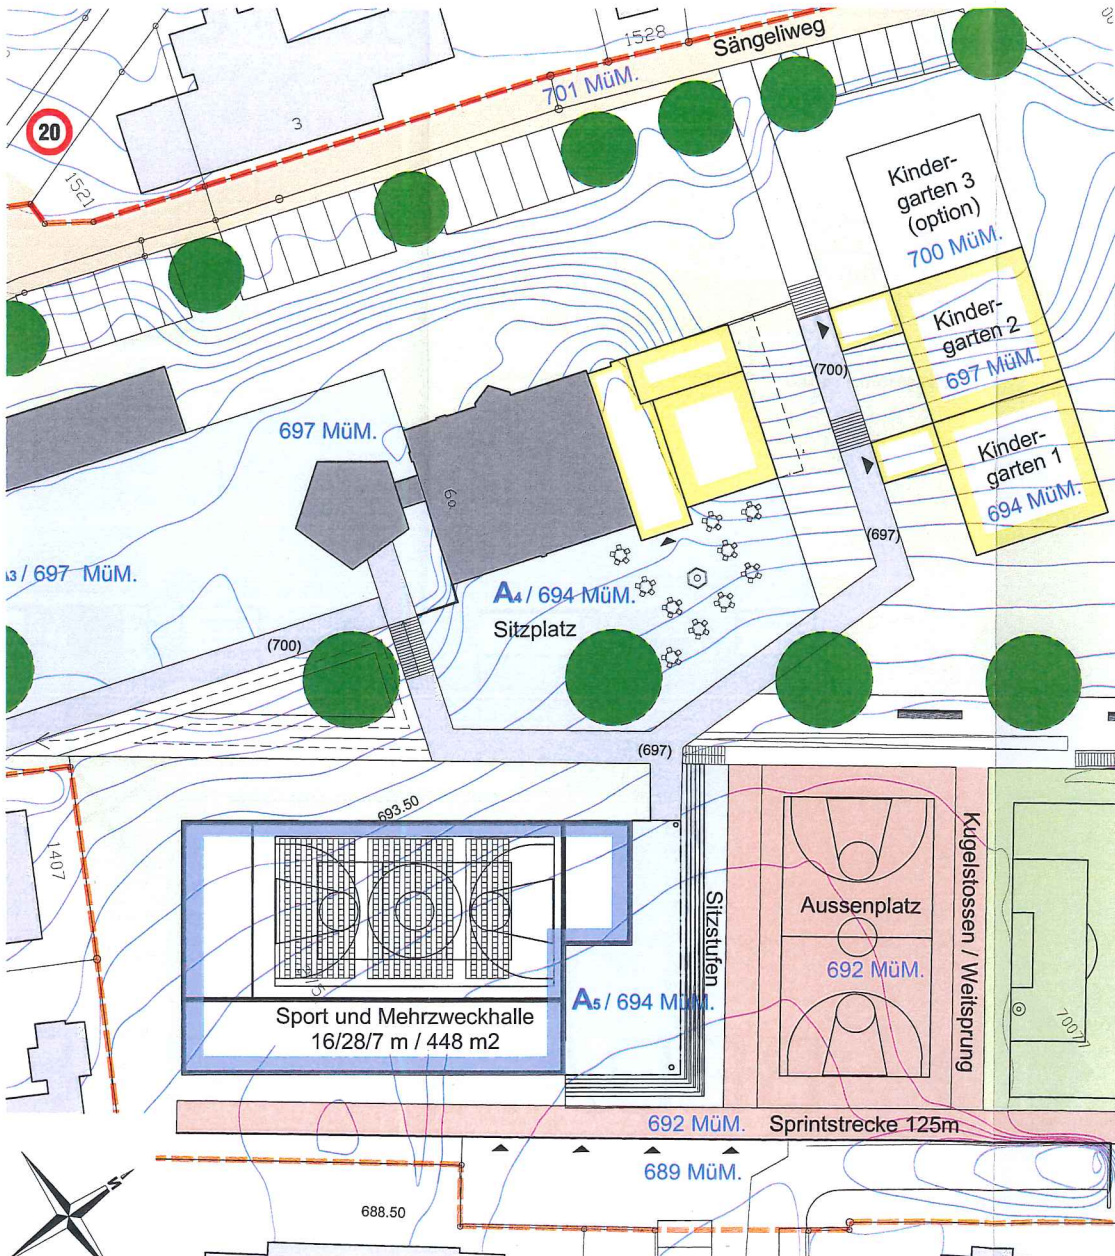 1528
Sängeliweg
701 MüM.
20
3
1521
Kinder-
garten 3
(option)
700 MüM.
Kinder-
garten 2
697 MüM.
(700)
697 MüM.
Kinder-
garten 1
694 MüM.
(697)
A3 / 697 MüM.
A4 / 694 MüM.
Sitzplatz
(700)
(697)
693.50
1407
Kugelstossen / Weitsprung
Sitzstufen
Aussenplatz
692 MüM.
A5 / 694 MüM.
Sport und Mehrzweckhalle
16/28/7 m / 448 m2
692 MüM.
Sprintstrecke 125m
689 MüM.
N
688.50